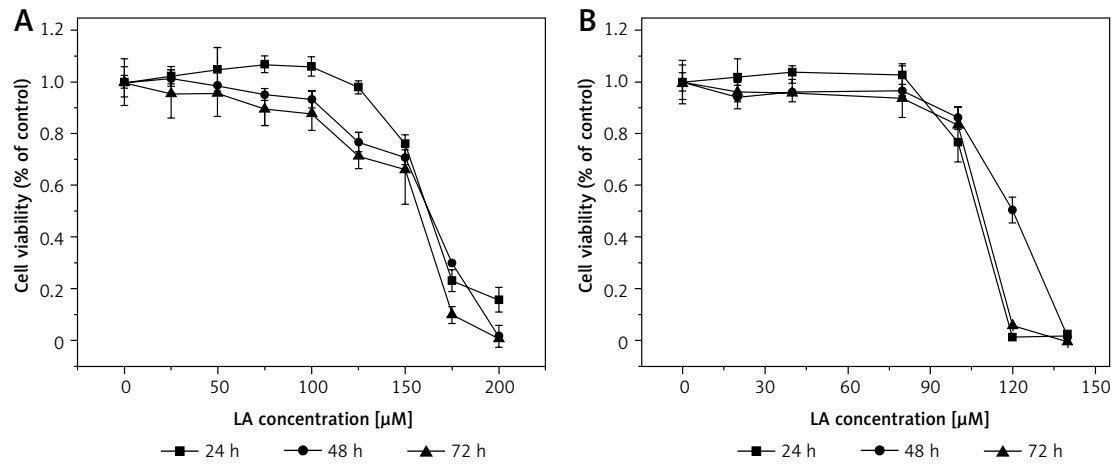 A
Cell viability (% of control)
1.2
1.0
0.8
0.6
0.4
0.2
0
0 50 100 150 200
LA concentration [µM]
24 h 48 h 72 h
B
Cell viability (% of control)
1.2
1.0
0.8
0.6
0.4
0.2
0
0 30 60 90 120 150
LA concentration [µM]
24 h 48 h 72 h